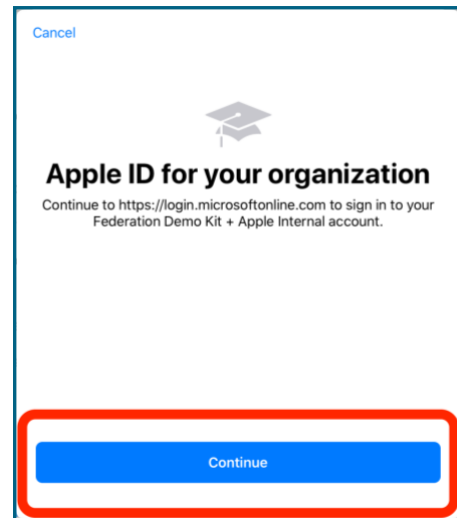 Cancel
Apple ID for your organization
Continue to https://login.microsoftonline.com to sign in to your
Federation Demo Kit + Apple Internal account.
Continue